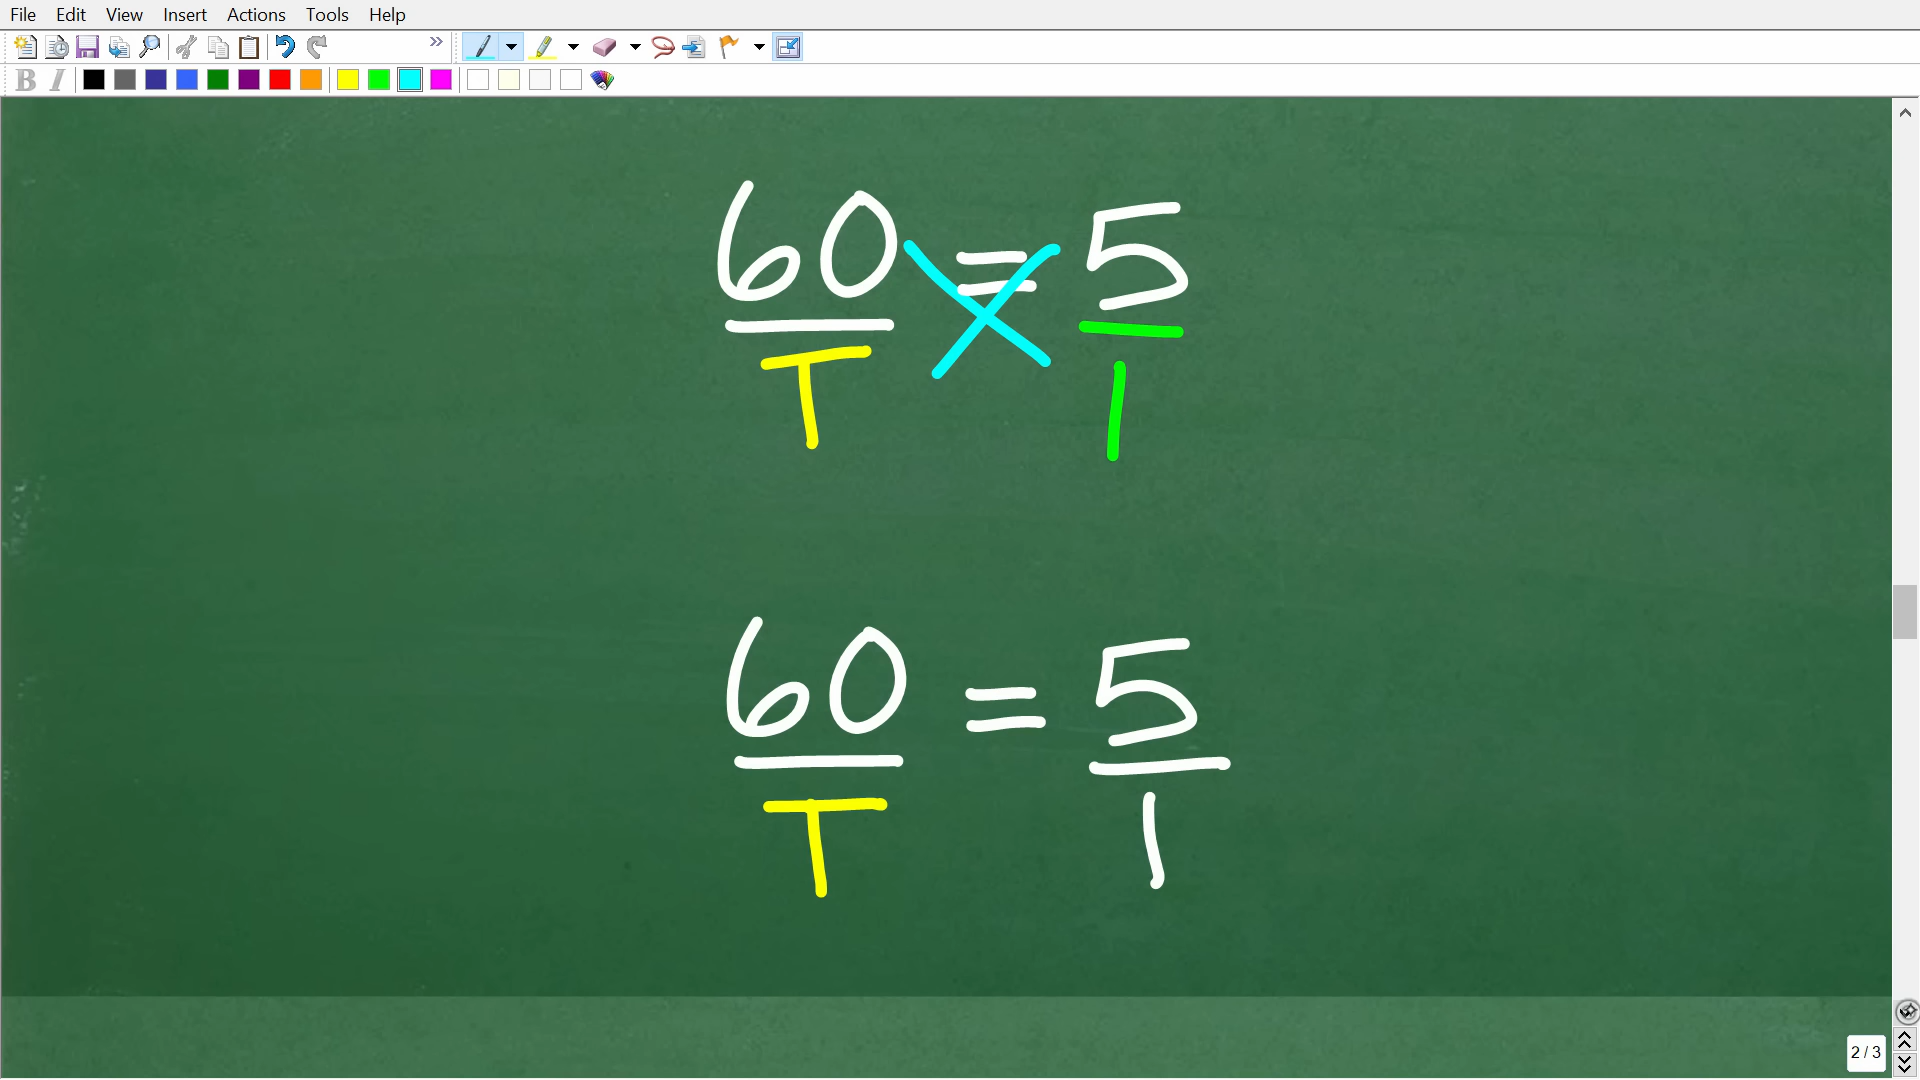 File Edit View Insert Actions Tools Help
B I
60 = 5
T 1
60 = 5
T 1
2 / 3